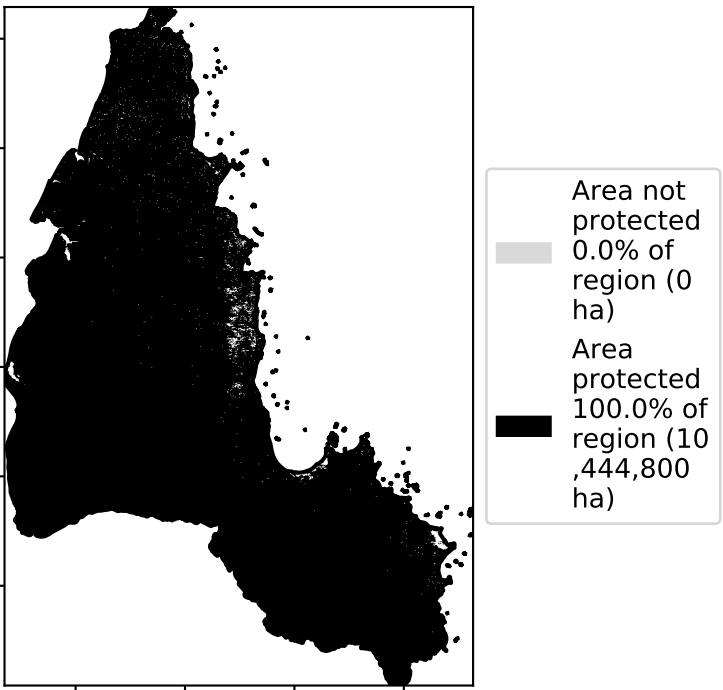 Area not
protected
0.0% of
region (0
ha)
Area
protected
100.0% of
region (10
,444,800
ha)